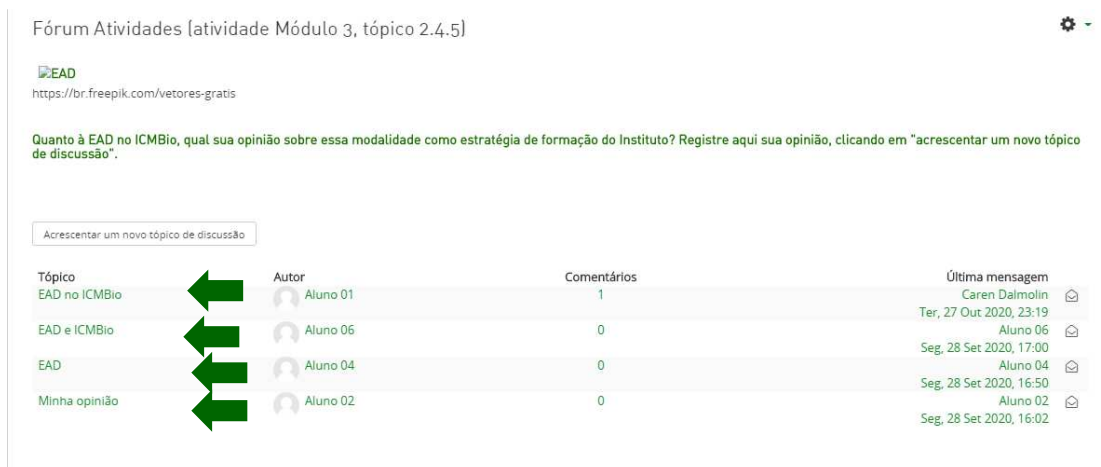 Fórum Atividades (atividade Módulo 3, tópico 2.4.5)
EAD
https://br.freepik.com/vetores-gratis
Quanto à EAD no ICMBio, qual sua opinião sobre essa modalidade como estratégia de formação do Instituto? Registre aqui sua opinião, clicando em "acrescentar um novo tópico
de discussão".
Acrescentar um novo tópico de discussão
Tópico Autor Comentários Última mensagem
EAD no ICMBio Aluno 01 1 Caren Dalmolin
Ter, 27 Out 2020, 23:19
EAD e ICMBio Aluno 06 0 Aluno 06
Seg, 28 Set 2020, 17:00
EAD Aluno 04 0 Aluno 04
Seg, 28 Set 2020, 16:50
Minha opinião Aluno 02 0 Aluno 02
Seg, 28 Set 2020, 16:02